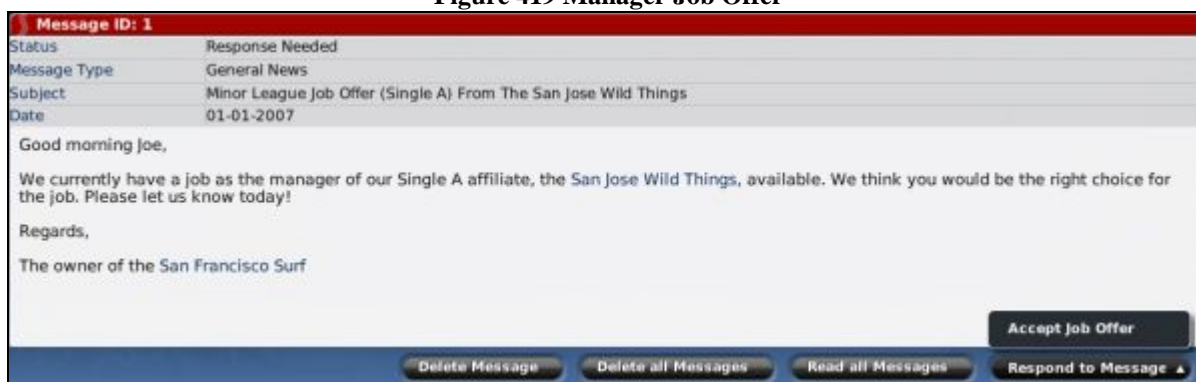 Figure 419 Manager Job Offer
Message ID: 1
Status Response Needed
Message Type General News
Subject Minor League Job Offer (Single A) From The San Jose Wild Things
Date 01-01-2007
Good morning Joe,
We currently have a job as the manager of our Single A affiliate, the San Jose Wild Things, available. We think you would be the right choice for
the job. Please let us know today!
Regards,
The owner of the San Francisco Surf
Accept Job Offer
Delete Message Delete all Messages Read all Messages Respond to Message